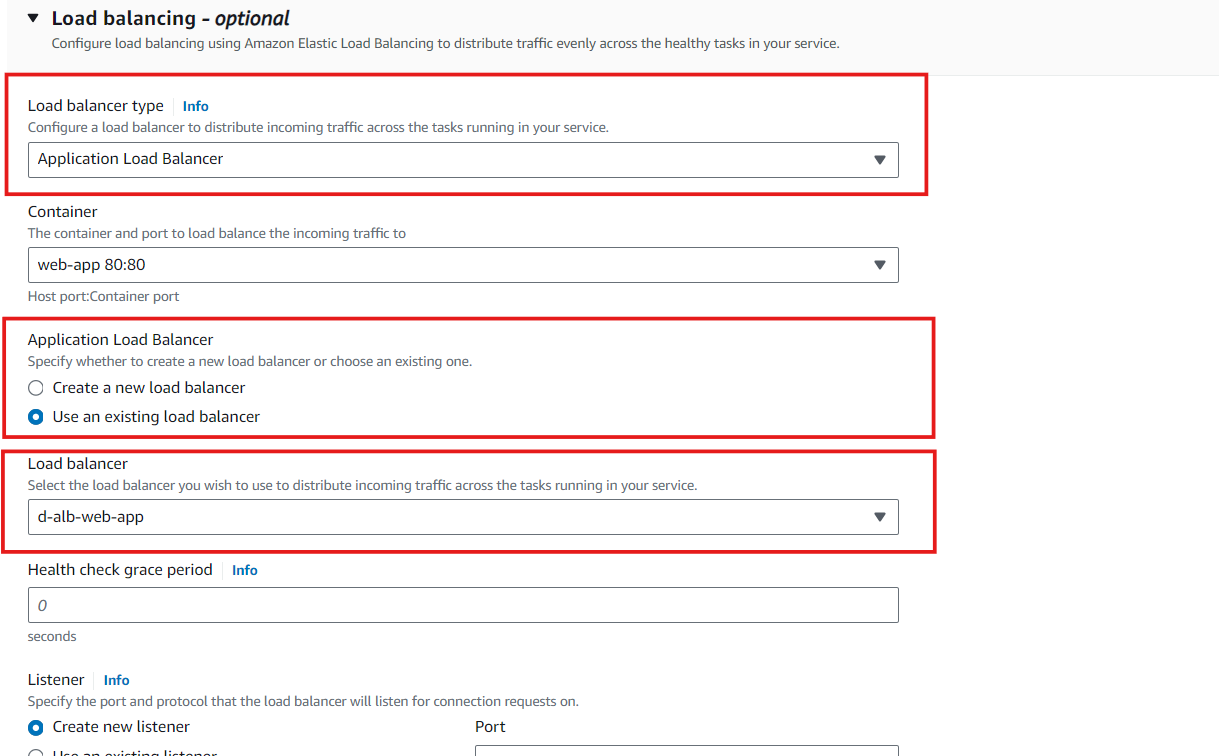 Load balancing - optional
Configure load balancing using Amazon Elastic Load Balancing to distribute traffic evenly across the healthy tasks in your service.
Load balancer type Info
Configure a load balancer to distribute incoming traffic across the tasks running in your service.
Application Load Balancer
Container
The container and port to load balance the incoming traffic to
web-app 80:80
Host port:Container port
Application Load Balancer
Specify whether to create a new load balancer or choose an existing one.
Create a new load balancer
Use an existing load balancer
Load balancer
Select the load balancer you wish to use to distribute incoming traffic across the tasks running in your service.
d-alb-web-app
Health check grace period Info
0
seconds
Listener Info
Specify the port and protocol that the load balancer will listen for connection requests on.
Create new listener Port
Use an existing listener